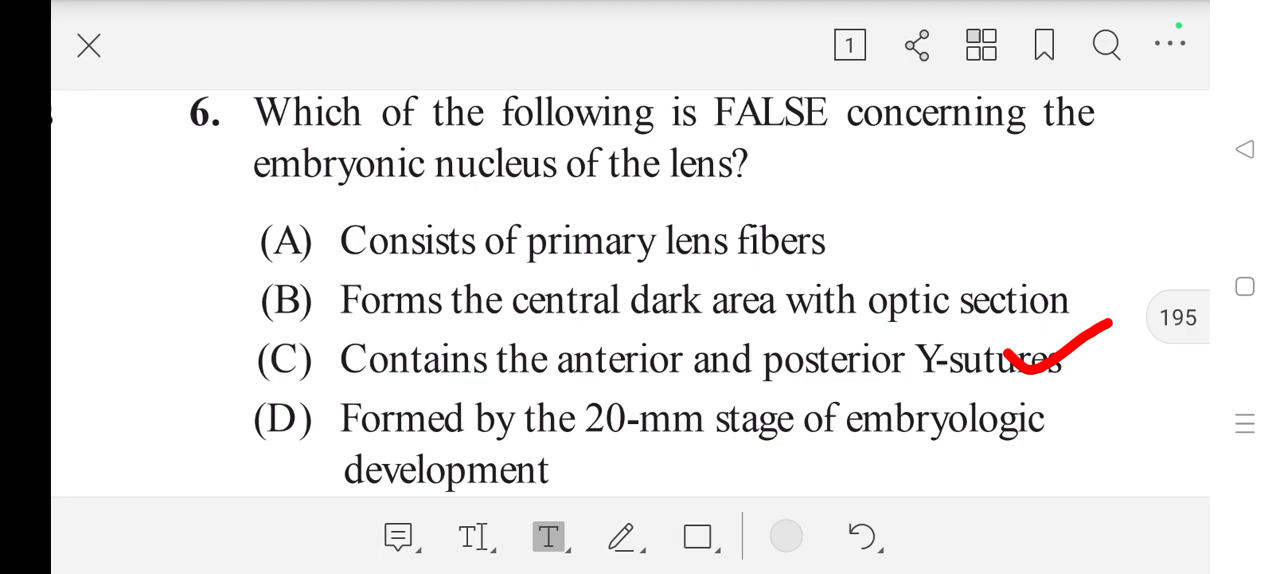 1
6. Which of the following is FALSE concerning the
embryonic nucleus of the lens?
(A) Consists of primary lens fibers
(B) Forms the central dark area with optic section
(C) Contains the anterior and posterior Y-sutures
(D) Formed by the 20-mm stage of embryologic
development
195
T
T